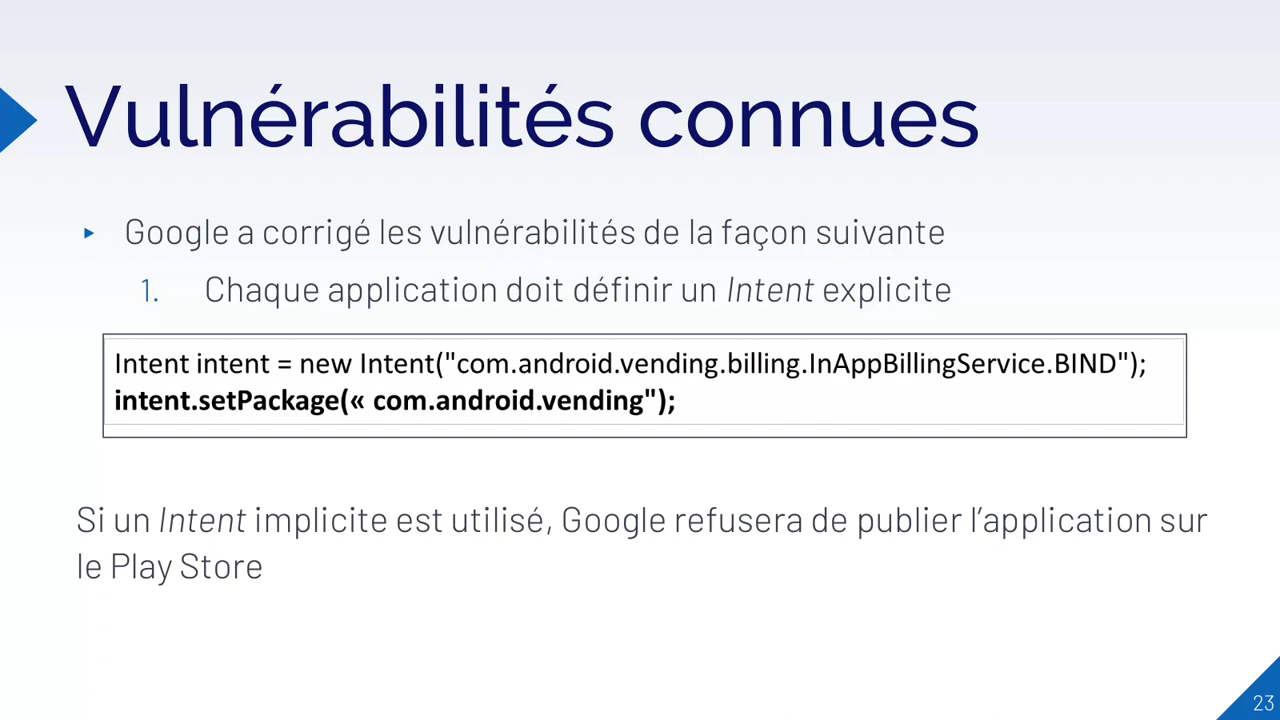 Vulnérabilités connues
▸ Google a corrigé les vulnérabilités de la façon suivante
1. Chaque application doit définir un Intent explicite
Intent intent = new Intent("com.android.vending.billing.InAppBillingService.BIND");
intent.setPackage(« com.android.vending");
Si un Intent implicite est utilisé, Google refusera de publier l’application sur
le Play Store
23